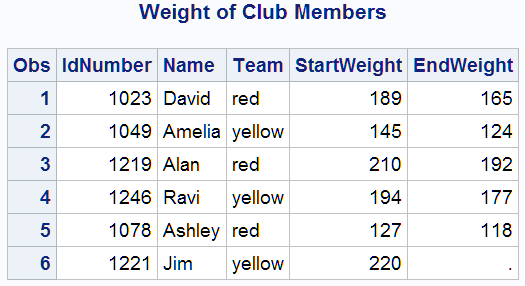 Weight of Club Members
Obs IdNumber Name Team StartWeight EndWeight
1 1023 David red 189 165
2 1049 Amelia yellow 145 124
3 1219 Alan red 210 192
4 1246 Ravi yellow 194 177
5 1078 Ashley red 127 118
6 1221 Jim yellow 220 .